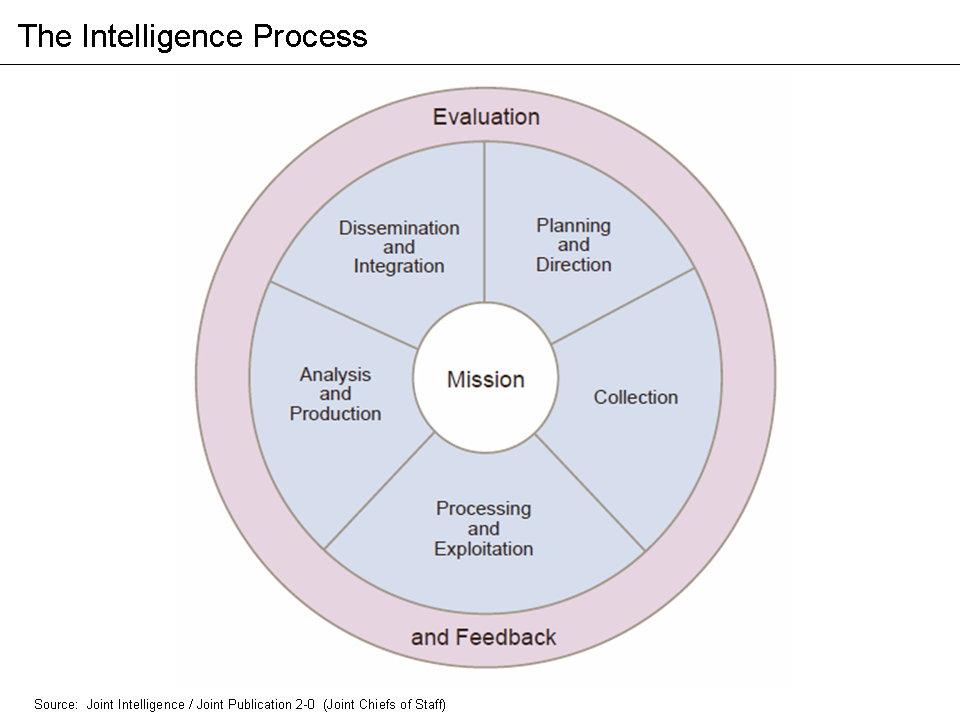 The Intelligence Process
Evaluation
Dissemination
and
Integration
Planning
and
Direction
Analysis
and
Production
Mission
Collection
Processing
and
Exploitation
and Feedback
Source:  Joint Intelligence / Joint Publication 2-0  (Joint Chiefs of Staff)